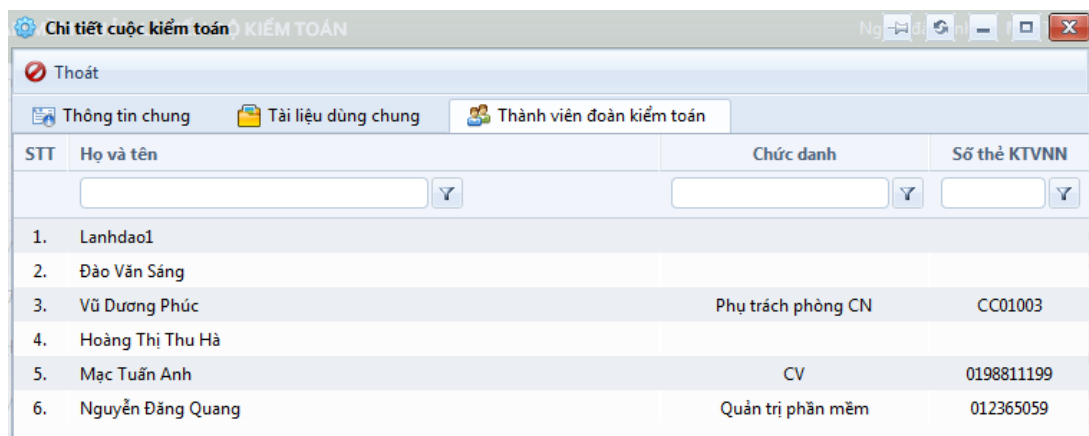 Chi tiết cuộc kiểm toán Ộ KIỂM TOÁN
Thoát
Thông tin chung Tài liệu dùng chung Thành viên đoàn kiểm toán
STT Họ và tên Chức danh Số thẻ KTVNN
1. Lanhdao1
2. Đào Văn Sáng
3. Vũ Dương Phúc Phụ trách phòng CN CC01003
4. Hoàng Thị Thu Hà
5. Mạc Tuấn Anh CV 0198811199
6. Nguyễn Đăng Quang Quản trị phần mềm 012365059